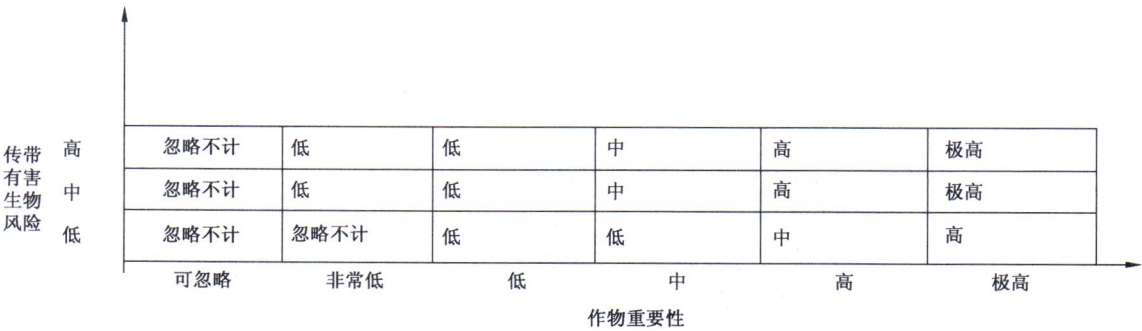 传带
有害
生物
风险
高 忽略不计 低 低 中 高 极高
中 忽略不计 低 低 中 高 极高
低 忽略不计 忽略不计 低 低 中 高
可忽略 非常低 低 中 高 极高
作物重要性